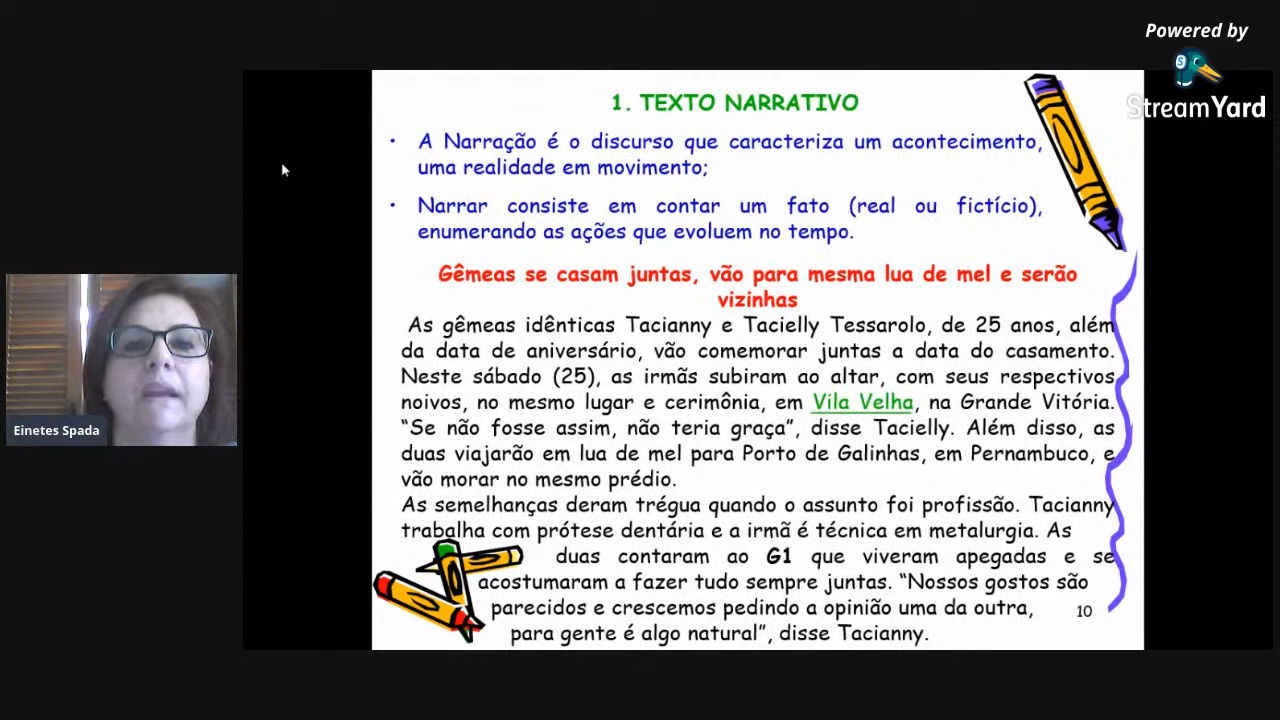 Powered by
StreamYard
1. TEXTO NARRATIVO
• A Narração é o discurso que caracteriza um acontecimento,
uma realidade em movimento;
• Narrar consiste em contar um fato (real ou fictício),
enumerando as ações que evoluem no tempo.
Gêmeas se casam juntas, vão para mesma lua de mel e serão
vizinhas
As gêmeas idênticas Tacianny e Tacielly Tessarolo, de 25 anos, além
da data de aniversário, vão comemorar juntas a data do casamento.
Neste sábado (25), as irmãs subiram ao altar, com seus respectivos
noivos, no mesmo lugar e cerimônia, em Vila Velha, na Grande Vitória.
“Se não fosse assim, não teria graça”, disse Tacielly. Além disso, as
duas viajarão em lua de mel para Porto de Galinhas, em Pernambuco, e
vão morar no mesmo prédio.
As semelhanças deram trégua quando o assunto foi profissão. Tacianny
trabalha com prótese dentária e a irmã é técnica em metalurgia. As
duas contaram ao G1 que viveram apegadas e se
acostumaram a fazer tudo sempre juntas. “Nossos gostos são
parecidos e crescemos pedindo a opinião uma da outra,
para gente é algo natural”, disse Tacianny.
10
Einetes Spada